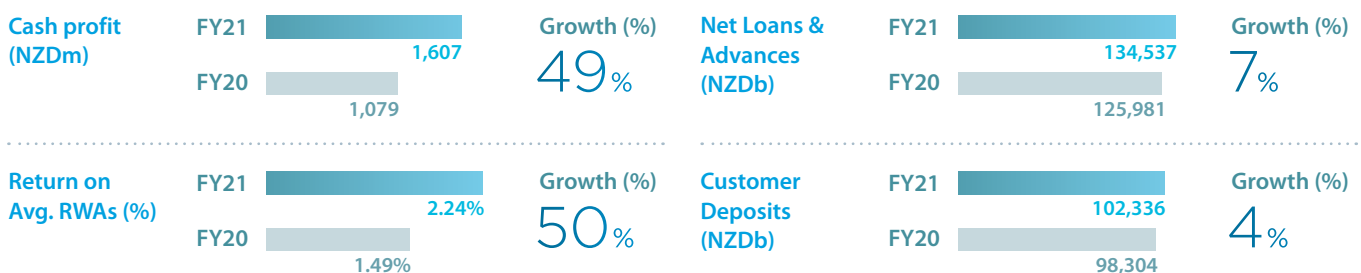 Cash profit
(NZDm)
FY21
1,607
FY20
1,079
Growth (%)
49%
Net Loans &
Advances
(NZDb)
FY21
134,537
FY20
125,981
Growth (%)
7%
Return on
Avg. RWAs (%)
FY21
2.24%
FY20
1.49%
Growth (%)
50%
Customer
Deposits
(NZDb)
FY21
102,336
FY20
98,304
Growth (%)
4%